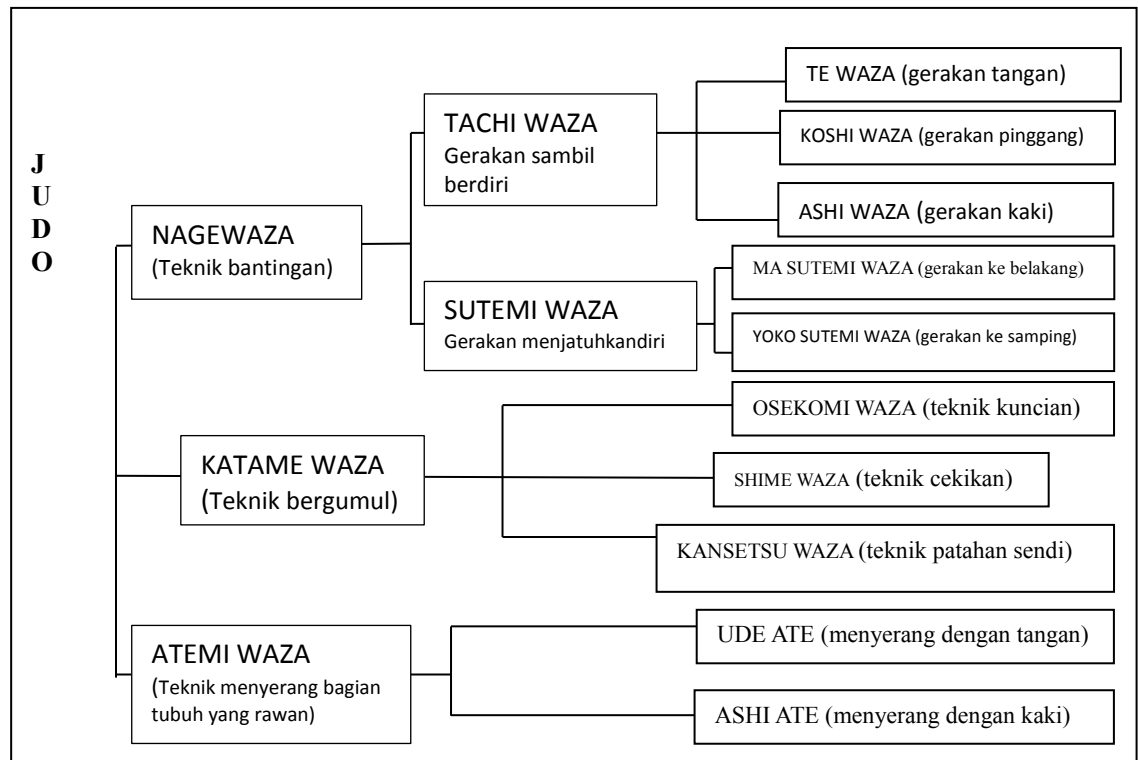 J
U
D
O
NAGEWAZA
(Teknik bantingan)
TACHI WAZA
Gerakan sambil
berdiri
TE WAZA (gerakan tangan)
KOSHI WAZA (gerakan pinggang)
ASHI WAZA (gerakan kaki)
SUTEMI WAZA
Gerakan menjatuhkandiri
MA SUTEMI WAZA (gerakan ke belakang)
YOKO SUTEMI WAZA (gerakan ke samping)
KATAME WAZA
(Teknik bergumul)
OSEKOMI WAZA (teknik kuncian)
SHIME WAZA (teknik cekikan)
KANSETSU WAZA (teknik patahan sendi)
ATEMI WAZA
(Teknik menyerang bagian
tubuh yang rawan)
UDE ATE (menyerang dengan tangan)
ASHI ATE (menyerang dengan kaki)